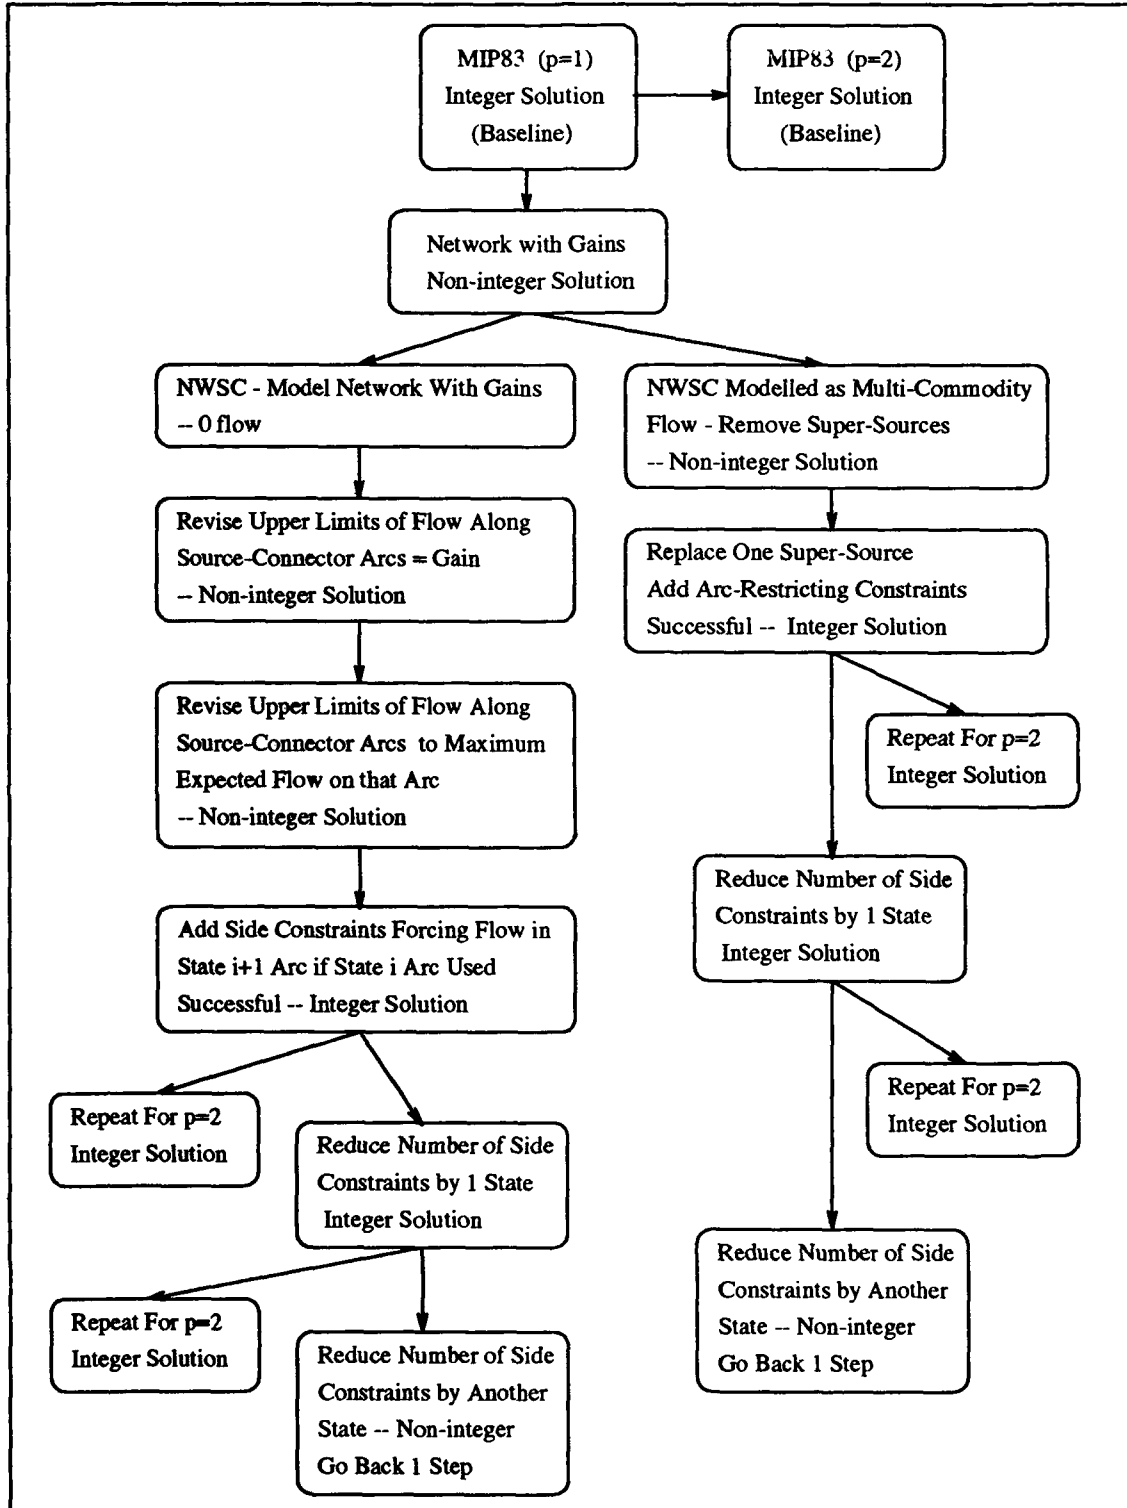 MIP83 (p=1)
Integer Solution
(Baseline)
MIP83 (p=2)
Integer Solution
(Baseline)
Network with Gains
Non-integer Solution
NWSC - Model Network With Gains
-- 0 flow
Revise Upper Limits of Flow Along
Source-Connector Arcs = Gain
-- Non-integer Solution
Revise Upper Limits of Flow Along
Source-Connector Arcs to Maximum
Expected Flow on that Arc
-- Non-integer Solution
Add Side Constraints Forcing Flow in
State i+1 Arc if State i Arc Used
Successful -- Integer Solution
Repeat For p=2
Integer Solution
Reduce Number of Side
Constraints by 1 State
Integer Solution
Repeat For p=2
Integer Solution
Reduce Number of Side
Constraints by Another
State -- Non-integer
Go Back 1 Step
NWSC Modelled as Multi-Commodity
Flow - Remove Super-Sources
-- Non-integer Solution
Replace One Super-Source
Add Arc-Restricting Constraints
Successful -- Integer Solution
Repeat For p=2
Integer Solution
Reduce Number of Side
Constraints by 1 State
Integer Solution
Repeat For p=2
Integer Solution
Reduce Number of Side
Constraints by Another
State -- Non-integer
Go Back 1 Step